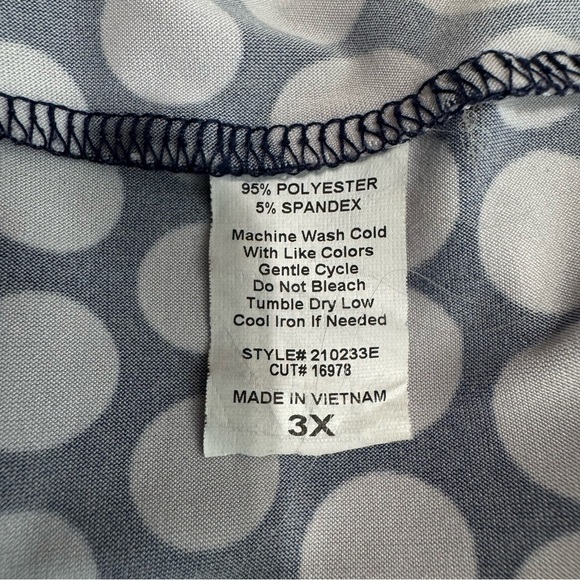 95% POLYESTER
5% SPANDEX
Machine Wash Cold
With Like Colors
Gentle Cycle
Do Not Bleach
Tumble Dry Low
Cool Iron If Needed
STYLE# 210233E
CUT# 16978
MADE IN VIETNAM
3X